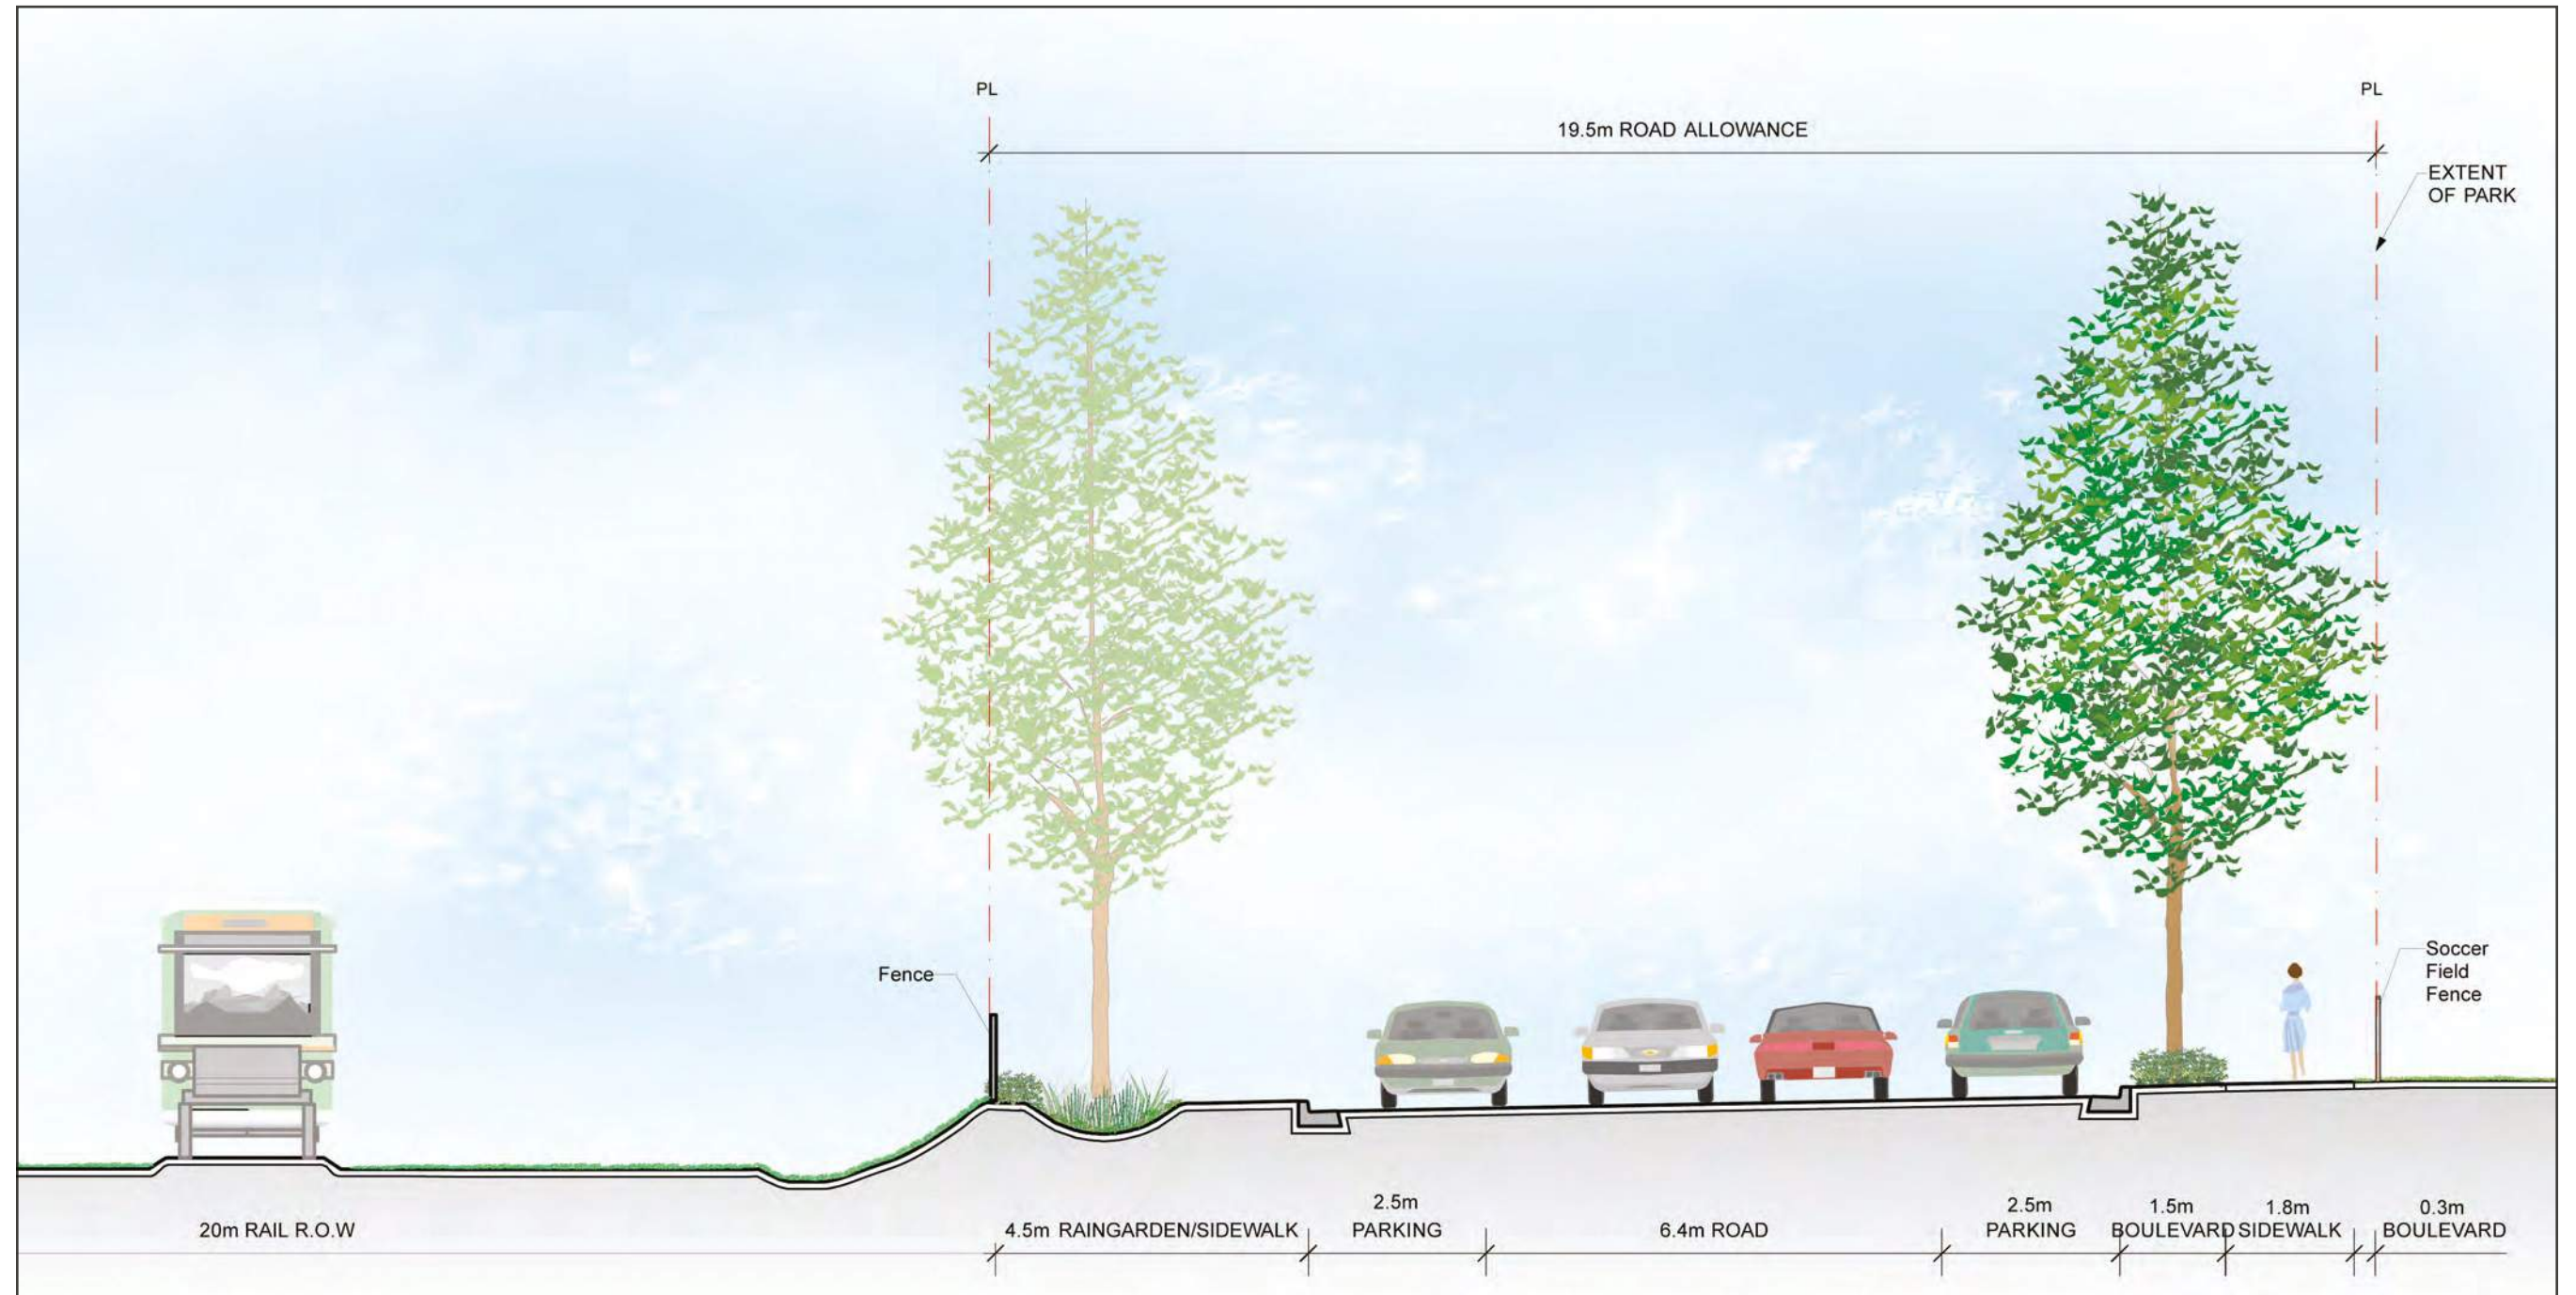 PL
PL
19.5m ROAD ALLOWANCE
EXTENT
OF PARK
Fence
Soccer
Field
Fence
20m RAIL R.O.W
4.5m RAINGARDEN/SIDEWALK
2.5m
PARKING
6.4m ROAD
2.5m
PARKING
1.5m
BOULEVARD
1.8m
SIDEWALK
0.3m
BOULEVARD